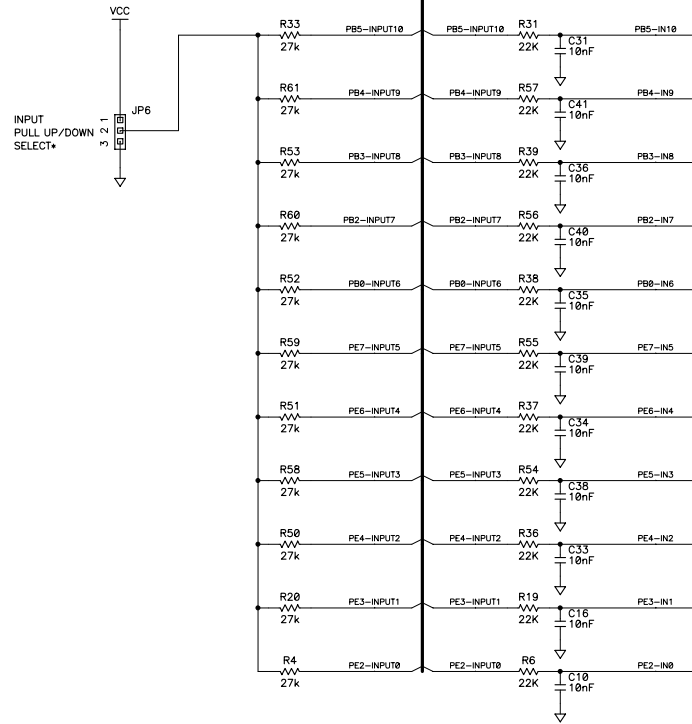 VCC
JP6
1
2
3
INPUT
PULL UP/DOWN
SELECT*
R33
27k
PB5-INPUT10
PB5-INPUT10
R31
22K
C31
10nF
PB5-IN10
R61
27k
PB4-INPUT9
PB4-INPUT9
R57
22K
C41
10nF
PB4-IN9
R53
27k
PB3-INPUT8
PB3-INPUT8
R39
22K
C36
10nF
PB3-IN8
R60
27k
PB2-INPUT7
PB2-INPUT7
R56
22K
C40
10nF
PB2-IN7
R52
27k
PB0-INPUT6
PB0-INPUT6
R38
22K
C35
10nF
PB0-IN6
R59
27k
PE7-INPUT5
PE7-INPUT5
R55
22K
C39
10nF
PE7-IN5
R51
27k
PE6-INPUT4
PE6-INPUT4
R37
22K
C34
10nF
PE6-IN4
R58
27k
PE5-INPUT3
PE5-INPUT3
R54
22K
C38
10nF
PE5-IN3
R50
27k
PE4-INPUT2
PE4-INPUT2
R36
22K
C33
10nF
PE4-IN2
R20
27k
PE3-INPUT1
PE3-INPUT1
R19
22K
C16
10nF
PE3-IN1
R4
27k
PE2-INPUT0
PE2-INPUT0
R6
22K
C10
10nF
PE2-IN0